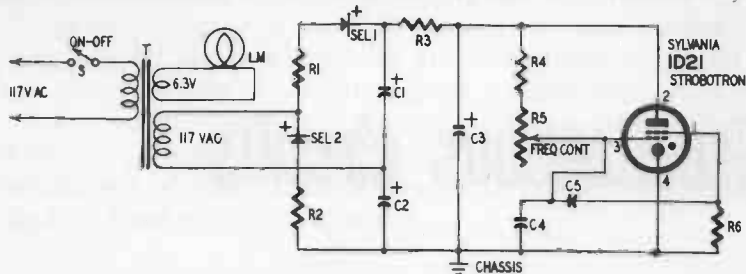 ON-OFF
S
117V AC
T
6.3V
LM
117 VAC
R1
SEL 1
SEL 2
R2
C1
C2
R3
C3
R4
R5
FREQ CONT
C4
C5
R6
SYLVANIA
1D21
STROBOTRON
2
3
1
4
CHASSIS